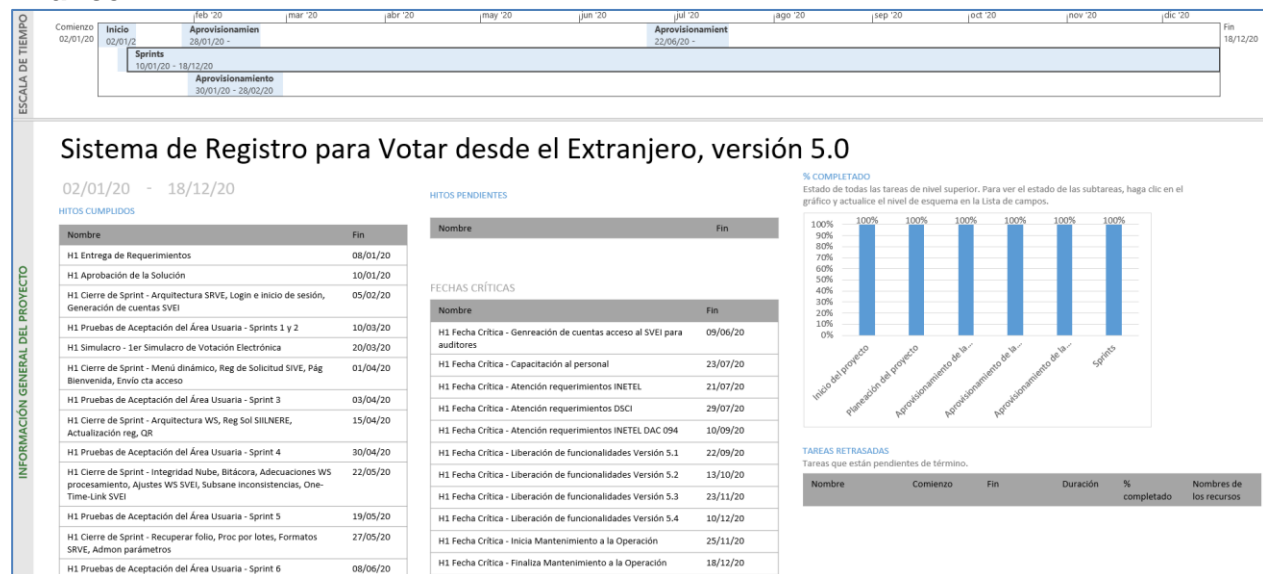 ESCALA DE TIEMPO
feb '20 mar '20 abr '20 may '20 jun '20 jul '20 ago '20 sep '20 oct '20 nov '20 dic '20
Comienzo
02/01/20
Inicio
02/01/2
Aprovisionamien
28/01/20 -
Aprovisionamient
22/06/20 -
Fin
18/12/20
Sprints
10/01/20 - 18/12/20
Aprovisionamiento
30/01/20 - 28/02/20
INFORMACIÓN GENERAL DEL PROYECTO
Sistema de Registro para Votar desde el Extranjero, versión 5.0
02/01/20 - 18/12/20
HITOS CUMPLIDOS
Nombre Fin
H1 Entrega de Requerimientos 08/01/20
H1 Aprobación de la Solución 10/01/20
H1 Cierre de Sprint - Arquitectura SRVE, Login e inicio de sesión, 05/02/20
Generación de cuentas SVEI
H1 Pruebas de Aceptación del Área Usuaria - Sprints 1 y 2 10/03/20
H1 Simulacro - 1er Simulacro de Votación Electrónica 20/03/20
H1 Cierre de Sprint - Menú dinámico, Reg de Solicitud SIVE, Pág 01/04/20
Bienvenida, Envío cta acceso
H1 Pruebas de Aceptación del Área Usuaria - Sprint 3 03/04/20
H1 Cierre de Sprint - Arquitectura WS, Reg Sol SIILNERE, 15/04/20
Actualización reg, QR
H1 Pruebas de Aceptación del Área Usuaria - Sprint 4 30/04/20
H1 Cierre de Sprint - Integridad Nube, Bitácora, Adecuaciones WS 22/05/20
procesamiento, Ajustes WS SVEI, Subsane inconsistencias, One-
Time-Link SVEI
H1 Pruebas de Aceptación del Área Usuaria - Sprint 5 19/05/20
H1 Cierre de Sprint - Recuperar folio, Proc por lotes, Formatos 27/05/20
SRVE, Admon parámetros
H1 Pruebas de Aceptación del Área Usuaria - Sprint 6 08/06/20
HITOS PENDIENTES
Nombre Fin
FECHAS CRÍTICAS
Nombre Fin
H1 Fecha Crítica - Genreación de cuentas acceso al SVEI para 09/06/20
auditores
H1 Fecha Crítica - Capacitación al personal 23/07/20
H1 Fecha Crítica - Atención requerimientos INETEL 21/07/20
H1 Fecha Crítica - Atención requerimientos DSCI 29/07/20
H1 Fecha Crítica - Atención requerimientos INETEL DAC 094 10/09/20
H1 Fecha Crítica - Liberación de funcionalidades Versión 5.1 22/09/20
H1 Fecha Crítica - Liberación de funcionalidades Versión 5.2 13/10/20
H1 Fecha Crítica - Liberación de funcionalidades Versión 5.3 23/11/20
H1 Fecha Crítica - Liberación de funcionalidades Versión 5.4 10/12/20
H1 Fecha Crítica - Inicia Mantenimiento a la Operación 25/11/20
H1 Fecha Crítica - Finaliza Mantenimiento a la Operación 18/12/20
% COMPLETADO
Estado de todas las tareas de nivel superior. Para ver el estado de las subtareas, haga clic en el
gráfico y actualice el nivel de esquema en la Lista de campos.
100% 100% 100% 100% 100% 100%
100%
90%
80%
70%
60%
50%
40%
30%
20%
10%
0%
Inicio del proyecto
Planeación del proyecto
Aprovisionamiento de la...
Aprovisionamiento de la...
Aprovisionamiento de la...
Sprints
TAREAS RETRASADAS
Tareas que están pendientes de término.
Nombre Comienzo Fin Duración % completado Nombres de los recursos